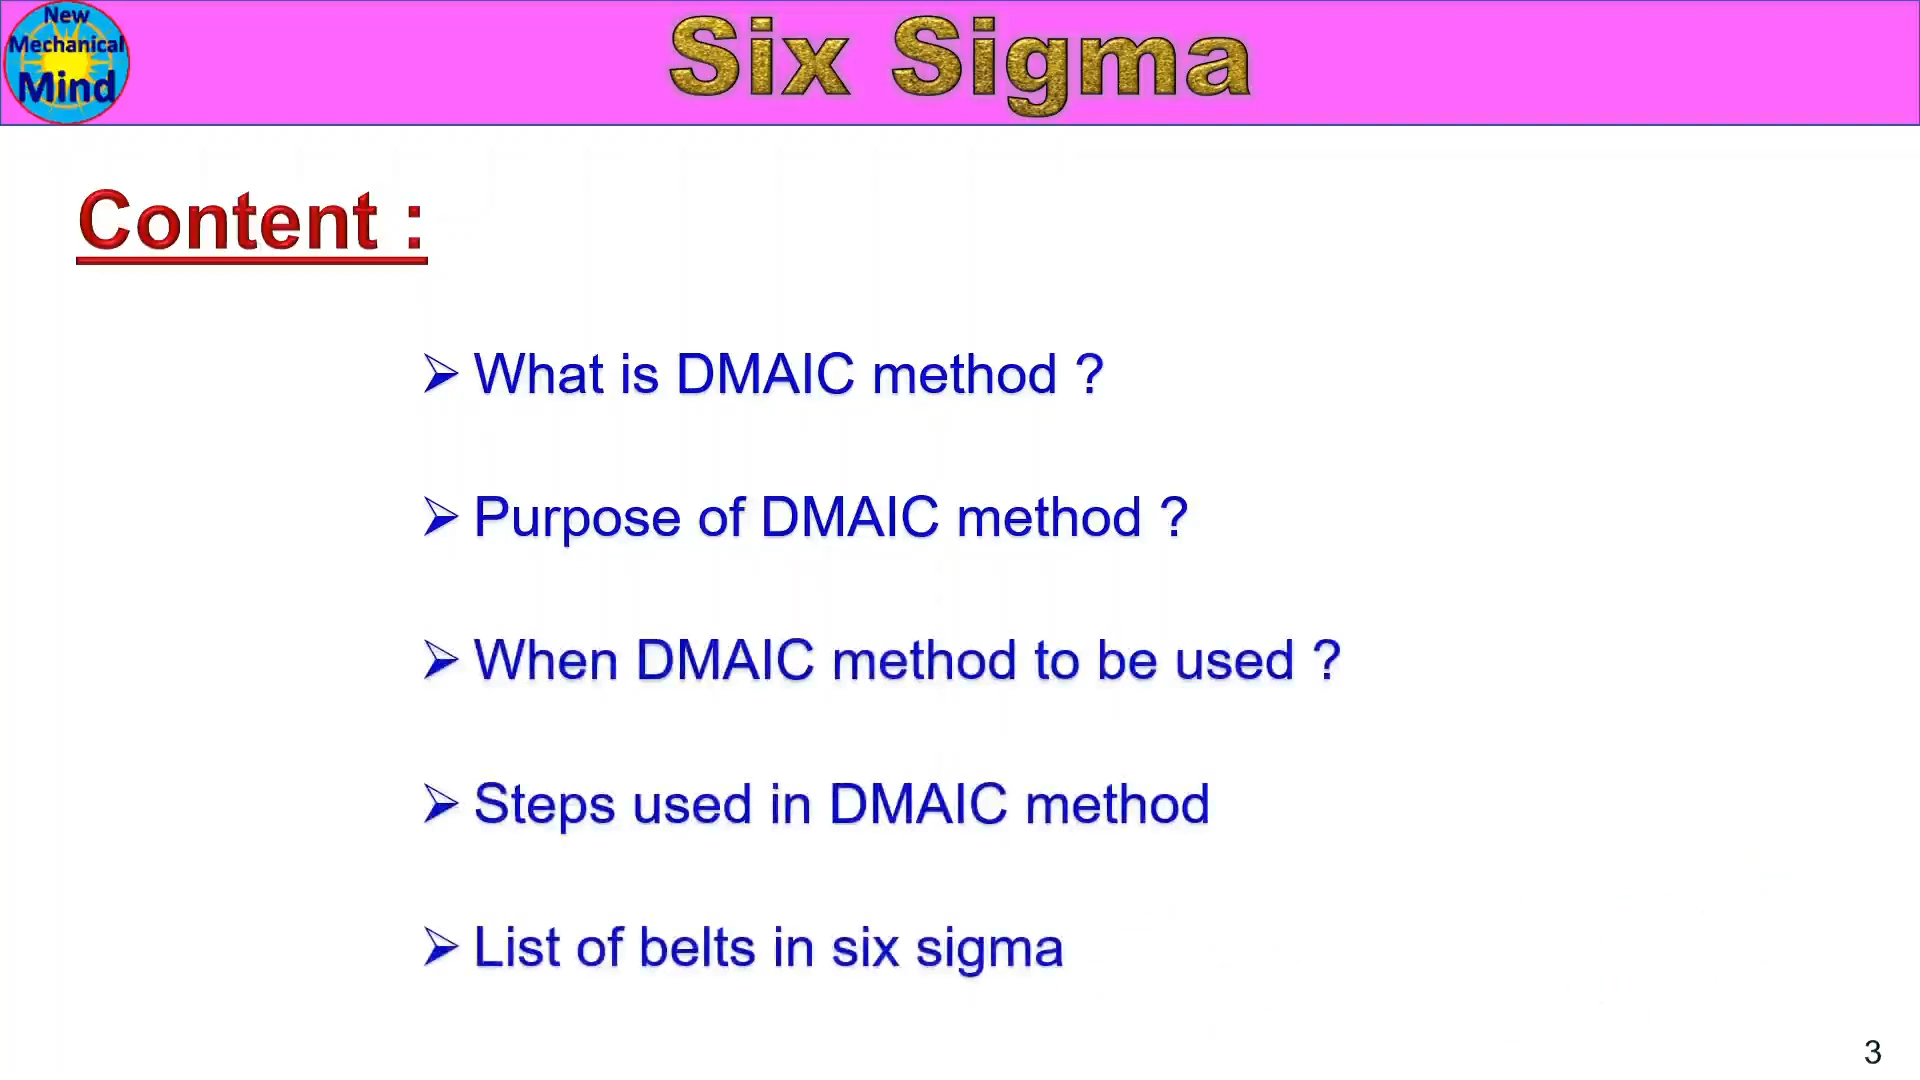 New
Mechanical
Mind
Six Sigma
Content :
➢ What is DMAIC method ?
➢ Purpose of DMAIC method ?
➢ When DMAIC method to be used ?
➢ Steps used in DMAIC method
➢ List of belts in six sigma
3